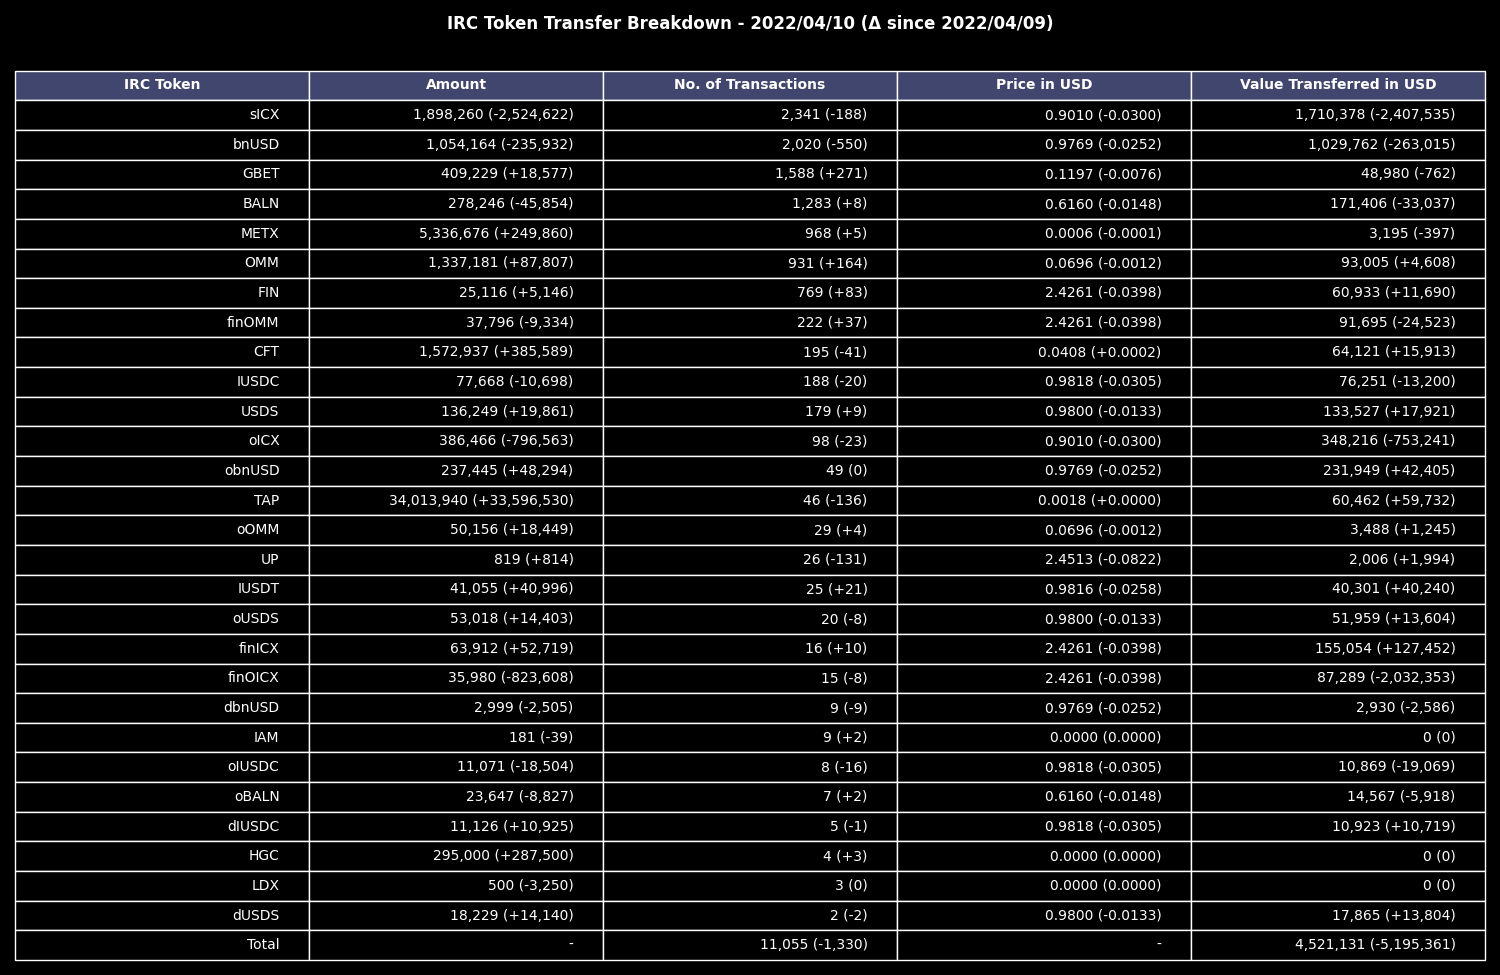 IRC Token Transfer Breakdown - 2022/04/10 (Δ since 2022/04/09)
IRC Token Amount No. of Transactions Price in USD Value Transferred in USD
sICX 1,898,260 (-2,524,622) 2,341 (-188) 0.9010 (-0.0300) 1,710,378 (-2,407,535)
bnUSD 1,054,164 (-235,932) 2,020 (-550) 0.9769 (-0.0252) 1,029,762 (-263,015)
GBET 409,229 (+18,577) 1,588 (+271) 0.1197 (-0.0076) 48,980 (-762)
BALN 278,246 (-45,854) 1,283 (+8) 0.6160 (-0.0148) 171,406 (-33,037)
METX 5,336,676 (+249,860) 968 (+5) 0.0006 (-0.0001) 3,195 (-397)
OMM 1,337,181 (+87,807) 931 (+164) 0.0696 (-0.0012) 93,005 (+4,608)
FIN 25,116 (+5,146) 769 (+83) 2.4261 (-0.0398) 60,933 (+11,690)
finOMM 37,796 (-9,334) 222 (+37) 2.4261 (-0.0398) 91,695 (-24,523)
CFT 1,572,937 (+385,589) 195 (-41) 0.0408 (+0.0002) 64,121 (+15,913)
IUSDC 77,668 (-10,698) 188 (-20) 0.9818 (-0.0305) 76,251 (-13,200)
USDS 136,249 (+19,861) 179 (+9) 0.9800 (-0.0133) 133,527 (+17,921)
oICX 386,466 (-796,563) 98 (-23) 0.9010 (-0.0300) 348,216 (-753,241)
obnUSD 237,445 (+48,294) 49 (0) 0.9769 (-0.0252) 231,949 (+42,405)
TAP 34,013,940 (+33,596,530) 46 (-136) 0.0018 (+0.0000) 60,462 (+59,732)
oOMM 50,156 (+18,449) 29 (+4) 0.0696 (-0.0012) 3,488 (+1,245)
UP 819 (+814) 26 (-131) 2.4513 (-0.0822) 2,006 (+1,994)
IUSDT 41,055 (+40,996) 25 (+21) 0.9816 (-0.0258) 40,301 (+40,240)
oUSDS 53,018 (+14,403) 20 (-8) 0.9800 (-0.0133) 51,959 (+13,604)
finICX 63,912 (+52,719) 16 (+10) 2.4261 (-0.0398) 155,054 (+127,452)
finOICX 35,980 (-823,608) 15 (-8) 2.4261 (-0.0398) 87,289 (-2,032,353)
dbnUSD 2,999 (-2,505) 9 (-9) 0.9769 (-0.0252) 2,930 (-2,586)
IAM 181 (-39) 9 (+2) 0.0000 (0.0000) 0 (0)
oIUSDC 11,071 (-18,504) 8 (-16) 0.9818 (-0.0305) 10,869 (-19,069)
oBALN 23,647 (-8,827) 7 (+2) 0.6160 (-0.0148) 14,567 (-5,918)
dIUSDC 11,126 (+10,925) 5 (-1) 0.9818 (-0.0305) 10,923 (+10,719)
HGC 295,000 (+287,500) 4 (+3) 0.0000 (0.0000) 0 (0)
LDX 500 (-3,250) 3 (0) 0.0000 (0.0000) 0 (0)
dUSDS 18,229 (+14,140) 2 (-2) 0.9800 (-0.0133) 17,865 (+13,804)
Total - 11,055 (-1,330) - 4,521,131 (-5,195,361)